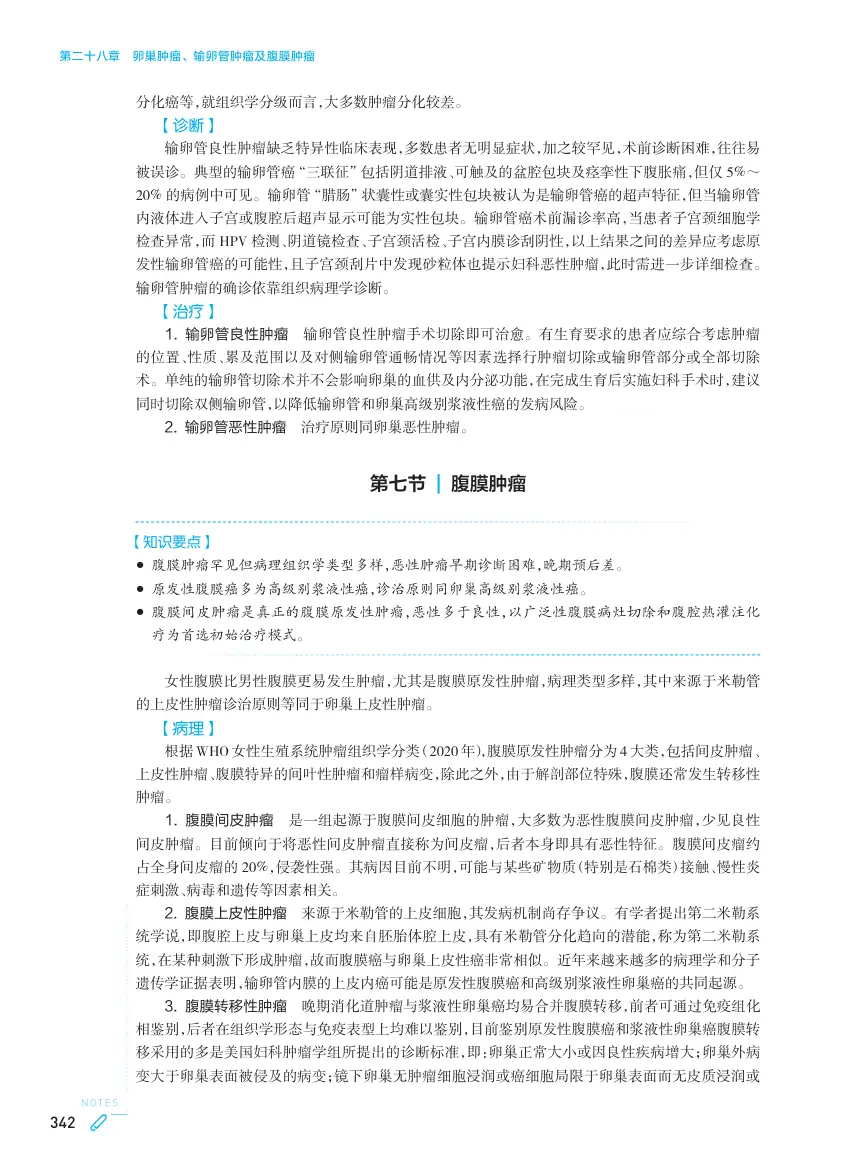 第二十八章 卵巢肿瘤、输卵管肿瘤及腹膜肿瘤
分化癌等,就组织学分级而言,大多数肿瘤分化较差。
【诊断】
输卵管良性肿瘤缺乏特异性临床表现,多数患者无明显症状,加之较罕见,术前诊断困难,往往易
被误诊。典型的输卵管癌“三联征”包括阴道排液、可触及的盆腔包块及痉挛性下腹胀痛,但仅 5%～
20% 的病例中可见。输卵管“腊肠”状囊性或囊实性包块被认为是输卵管癌的超声特征,但当输卵管
内液体进入子宫或腹腔后超声显示可能为实性包块。输卵管癌术前漏诊率高,当患者子宫颈细胞学
检查异常,而 HPV 检测、阴道镜检查、子宫颈活检、子宫内膜诊刮阴性,以上结果之间的差异应考虑原
发性输卵管癌的可能性,且子宫颈刮片中发现砂粒体也提示妇科恶性肿瘤,此时需进一步详细检查。
输卵管肿瘤的确诊依靠组织病理学诊断。
【治疗】
1. 输卵管良性肿瘤 输卵管良性肿瘤手术切除即可治愈。有生育要求的患者应综合考虑肿瘤
的位置、性质、累及范围以及对侧输卵管通畅情况等因素选择行肿瘤切除或输卵管部分或全部切除
术。单纯的输卵管切除术并不会影响卵巢的血供及内分泌功能,在完成生育后实施妇科手术时,建议
同时切除双侧输卵管,以降低输卵管和卵巢高级别浆液性癌的发病风险。
2. 输卵管恶性肿瘤 治疗原则同卵巢恶性肿瘤。
第七节 | 腹膜肿瘤
【知识要点】
● 腹膜肿瘤罕见但病理组织学类型多样,恶性肿瘤早期诊断困难,晚期预后差。
● 原发性腹膜癌多为高级别浆液性癌,诊治原则同卵巢高级别浆液性癌。
● 腹膜间皮肿瘤是真正的腹膜原发性肿瘤,恶性多于良性,以广泛性腹膜病灶切除和腹腔热灌注化
疗为首选初始治疗模式。
女性腹膜比男性腹膜更易发生肿瘤,尤其是腹膜原发性肿瘤,病理类型多样,其中来源于米勒管
的上皮性肿瘤诊治原则等同于卵巢上皮性肿瘤。
【病理】
根据 WHO 女性生殖系统肿瘤组织学分类(2020 年),腹膜原发性肿瘤分为 4 大类,包括间皮肿瘤、
上皮性肿瘤、腹膜特异的间叶性肿瘤和瘤样病变,除此之外,由于解剖部位特殊,腹膜还常发生转移性
肿瘤。
1. 腹膜间皮肿瘤 是一组起源于腹膜间皮细胞的肿瘤,大多数为恶性腹膜间皮肿瘤,少见良性
间皮肿瘤。目前倾向于将恶性间皮肿瘤直接称为间皮瘤,后者本身即具有恶性特征。腹膜间皮瘤约
占全身间皮瘤的 20%,侵袭性强。其病因目前不明,可能与某些矿物质(特别是石棉类)接触、慢性炎
症刺激、病毒和遗传等因素相关。
2. 腹膜上皮性肿瘤 来源于米勒管的上皮细胞,其发病机制尚存争议。有学者提出第二米勒系
统学说,即腹腔上皮与卵巢上皮均来自胚胎体腔上皮,具有米勒管分化趋向的潜能,称为第二米勒系
统,在某种刺激下形成肿瘤,故而腹膜癌与卵巢上皮性癌非常相似。近年来越来越多的病理学和分子
遗传学证据表明,输卵管内膜的上皮内癌可能是原发性腹膜癌和高级别浆液性卵巢癌的共同起源。
3. 腹膜转移性肿瘤 晚期消化道肿瘤与浆液性卵巢癌均易合并腹膜转移,前者可通过免疫组化
相鉴别,后者在组织学形态与免疫表型上均难以鉴别,目前鉴别原发性腹膜癌和浆液性卵巢癌腹膜转
移采用的多是美国妇科肿瘤学组所提出的诊断标准,即:卵巢正常大小或因良性疾病增大;卵巢外病
变大于卵巢表面被侵及的病变;镜下卵巢无肿瘤细胞浸润或癌细胞局限于卵巢表面而无皮质浸润或
NOTES
342